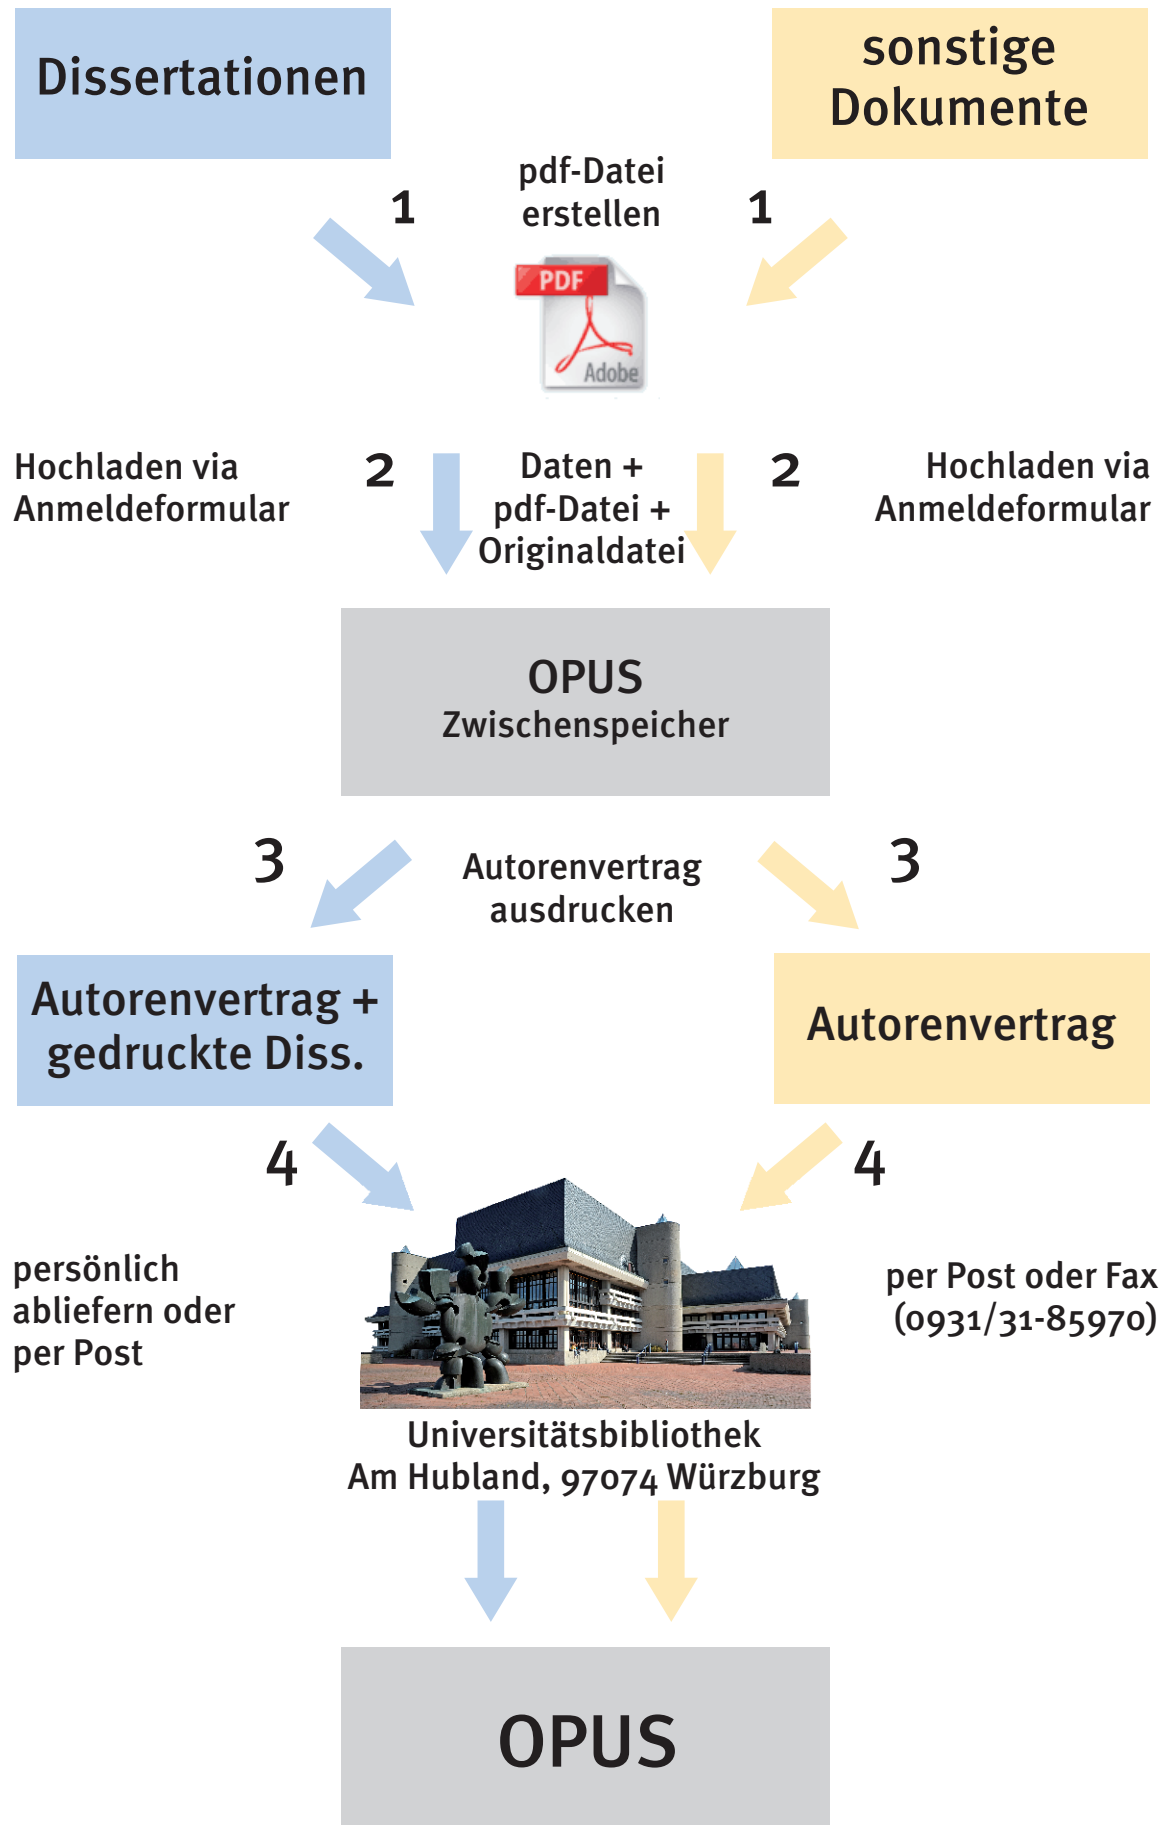 Dissertationen
sonstige
Dokumente
1
pdf-Datei
erstellen
1
PDF
Adobe
Hochladen via
Anmeldeformular
2
Daten +
pdf-Datei +
Originaldatei
2
Hochladen via
Anmeldeformular
OPUS
Zwischenspeicher
3
Autorenvertrag
ausdrucken
3
Autorenvertrag +
gedruckte Diss.
Autorenvertrag
4
4
persönlich
abliefern oder
per Post
per Post oder Fax
(0931/31-85970)
Universitätsbibliothek
Am Hubland, 97074 Würzburg
OPUS